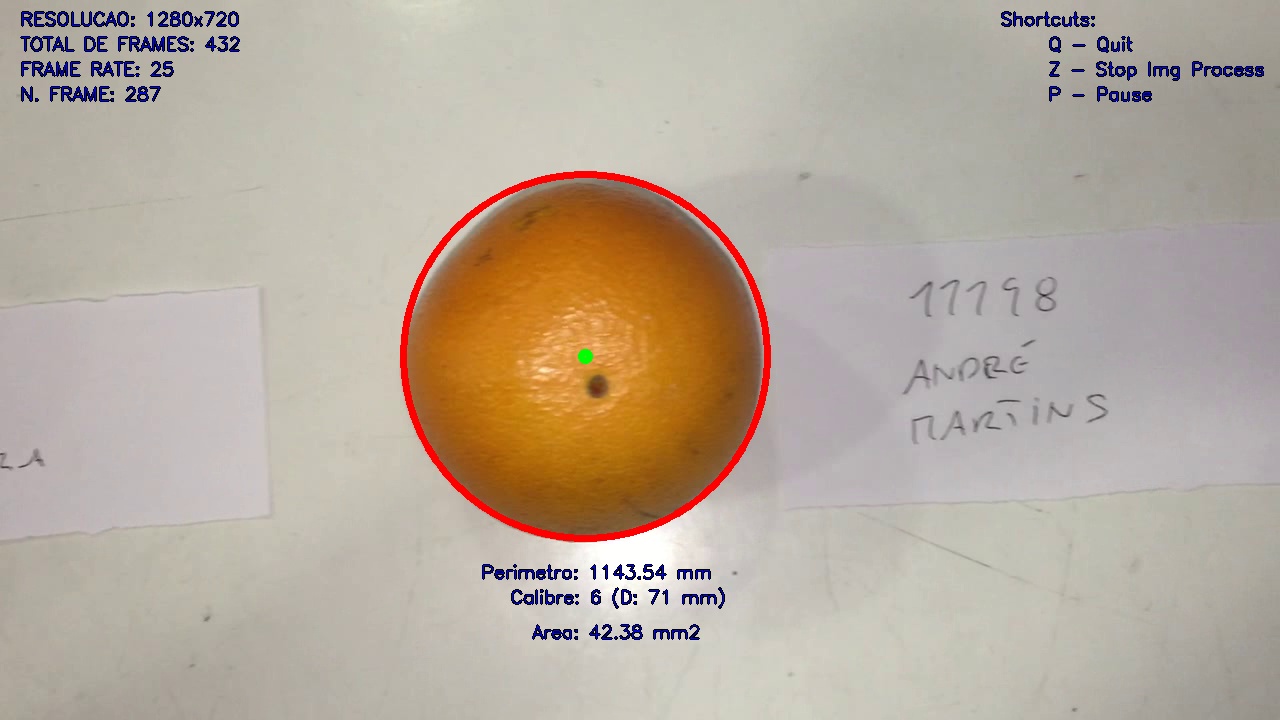 RESOLUCAO: 1280x720
TOTAL DE FRAMES: 432
FRAME RATE: 25
N. FRAME: 287
Shortcuts:
Q - Quit
Z - Stop Img Process
P - Pause
11198
ANDRÉ
MARTINS
Perimetro: 1143.54 mm
Calibre: 6 (D: 71 mm)
Area: 42.38 mm2